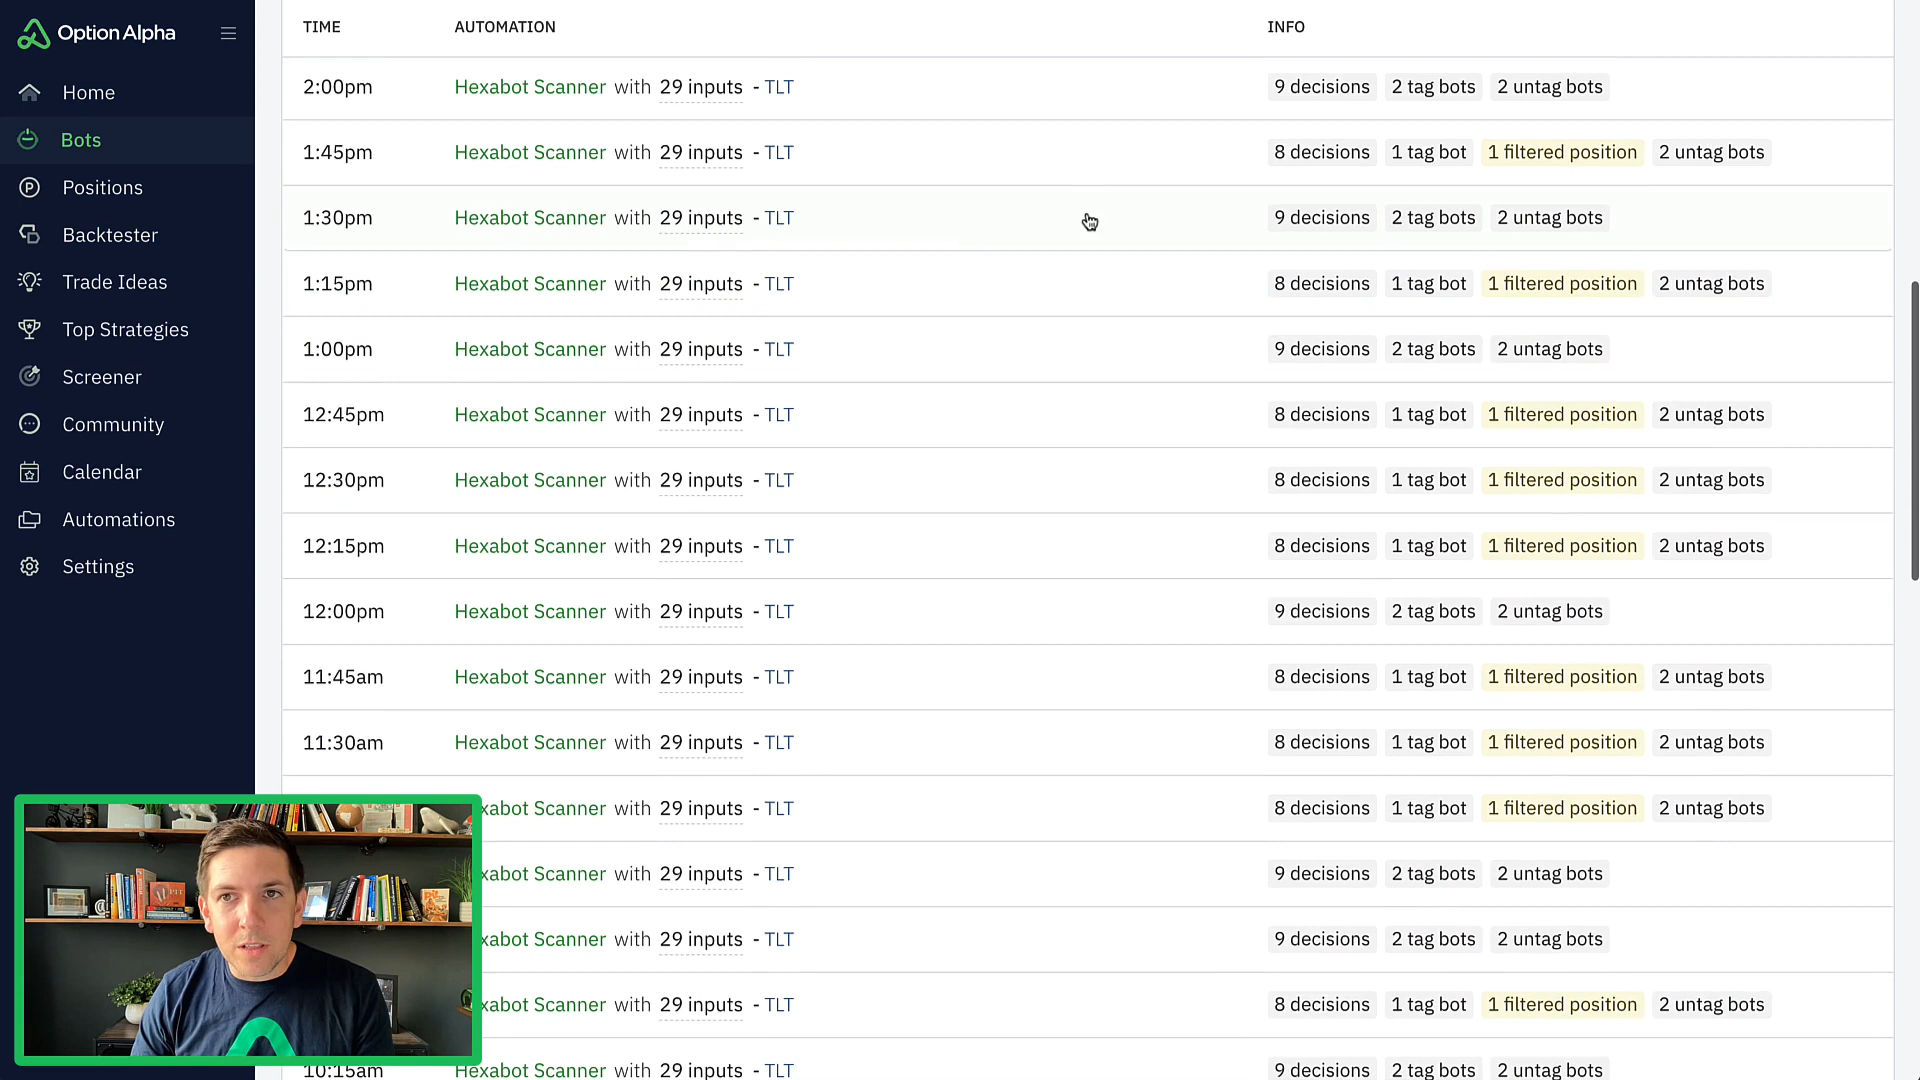 Option Alpha
Home
Bots
Positions
Backtester
Trade Ideas
Top Strategies
Screener
Community
Calendar
Automations
Settings
TIME AUTOMATION INFO
2:00pm Hexabot Scanner with 29 inputs - TLT 9 decisions 2 tag bots 2 untag bots
1:45pm Hexabot Scanner with 29 inputs - TLT 8 decisions 1 tag bot 1 filtered position 2 untag bots
1:30pm Hexabot Scanner with 29 inputs - TLT 9 decisions 2 tag bots 2 untag bots
1:15pm Hexabot Scanner with 29 inputs - TLT 8 decisions 1 tag bot 1 filtered position 2 untag bots
1:00pm Hexabot Scanner with 29 inputs - TLT 9 decisions 2 tag bots 2 untag bots
12:45pm Hexabot Scanner with 29 inputs - TLT 8 decisions 1 tag bot 1 filtered position 2 untag bots
12:30pm Hexabot Scanner with 29 inputs - TLT 8 decisions 1 tag bot 1 filtered position 2 untag bots
12:15pm Hexabot Scanner with 29 inputs - TLT 8 decisions 1 tag bot 1 filtered position 2 untag bots
12:00pm Hexabot Scanner with 29 inputs - TLT 9 decisions 2 tag bots 2 untag bots
11:45am Hexabot Scanner with 29 inputs - TLT 8 decisions 1 tag bot 1 filtered position 2 untag bots
11:30am Hexabot Scanner with 29 inputs - TLT 8 decisions 1 tag bot 1 filtered position 2 untag bots
xabot Scanner with 29 inputs - TLT 8 decisions 1 tag bot 1 filtered position 2 untag bots
xabot Scanner with 29 inputs - TLT 9 decisions 2 tag bots 2 untag bots
xabot Scanner with 29 inputs - TLT 9 decisions 2 tag bots 2 untag bots
xabot Scanner with 29 inputs - TLT 8 decisions 1 tag bot 1 filtered position 2 untag bots
10:15am Hexabot Scanner with 29 inputs - TLT 9 decisions 2 tag bots 2 untag bots